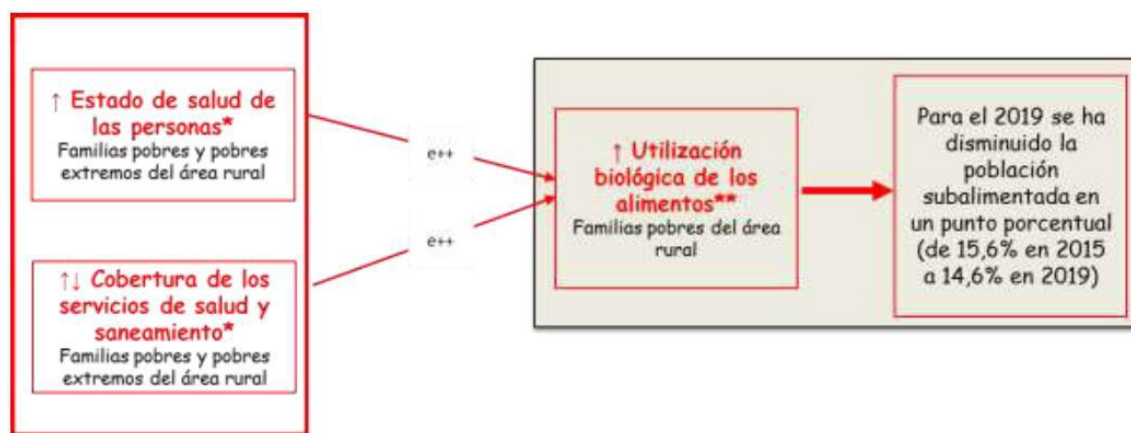 ↑ Estado de salud de
las personas*
Familias pobres y pobres
extremos del área rural
↑↓ Cobertura de los
servicios de salud y
saneamiento*
Familias pobres y pobres
extremos del área rural
e++
e++
↑ Utilización
biológica de los
alimentos**
Familias pobres del área
rural
Para el 2019 se ha
disminuido la
población
subalimentada en
un punto porcentual
(de 15,6% en 2015
a 14,6% en 2019)